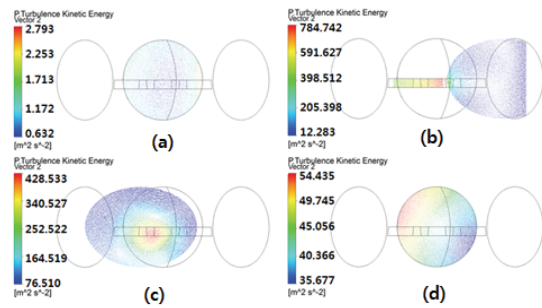 P.Turbulence Kinetic Energy
Vector 2
2.793
2.253
1.713
1.172
0.632
[m^2 s^-2]
(a)
P.Turbulence Kinetic Energy
Vector 2
784.742
591.627
398.512
205.398
12.283
[m^2 s^-2]
(b)
P.Turbulence Kinetic Energy
Vector 2
428.533
340.527
252.522
164.519
76.510
[m^2 s^-2]
(c)
P.Turbulence Kinetic Energy
Vector 2
54.435
49.745
45.056
40.366
35.677
[m^2 s^-2]
(d)